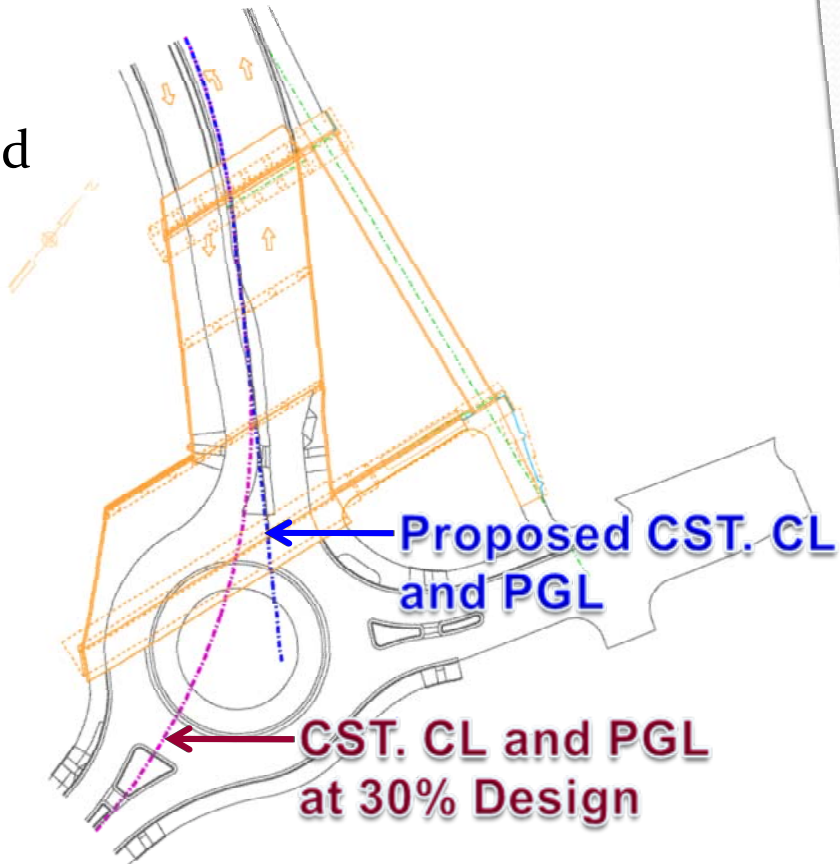 d
Proposed CST. CL
and PGL
CST. CL and PGL
at 30% Design